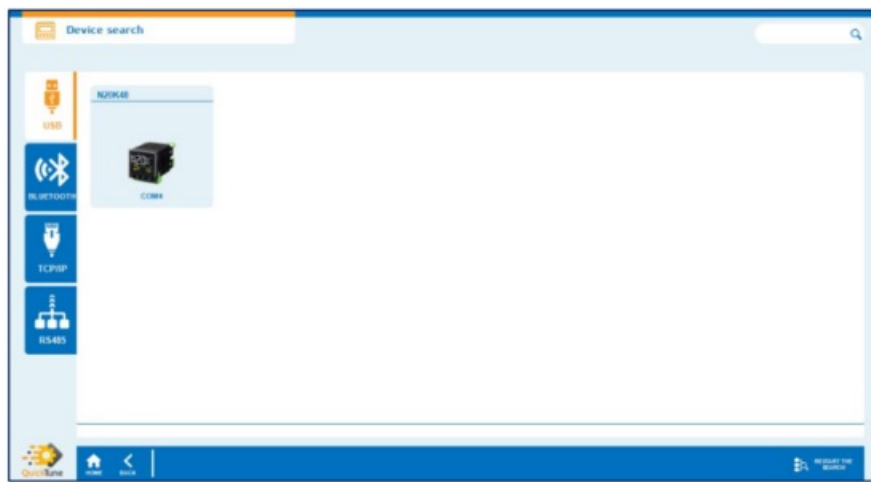 Device search
USB
N20K48
COM4
BLUETOOTH
TCP/IP
RS485
QuickTune
HOME
BACK
RESTART THE
SEARCH